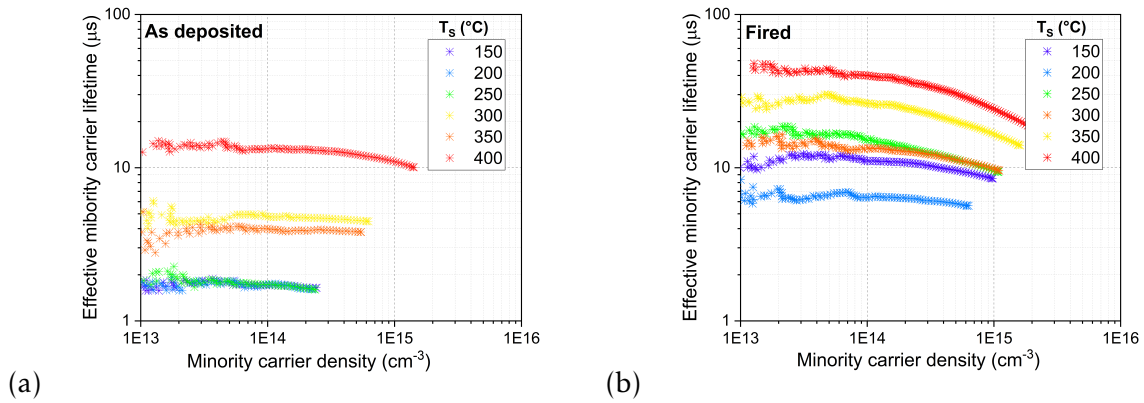 As deposited
T_S (°C)
150
200
250
300
350
400
100
10
1
1E13
1E14
1E15
1E16
Effective mibority carrier lifetime (µs)
Minority carrier density (cm⁻³)
(a)
Fired
T_S (°C)
150
200
250
300
350
400
100
10
1
1E13
1E14
1E15
1E16
Effective minority carrier lifetime (µs)
Minority carrier density (cm⁻³)
(b)